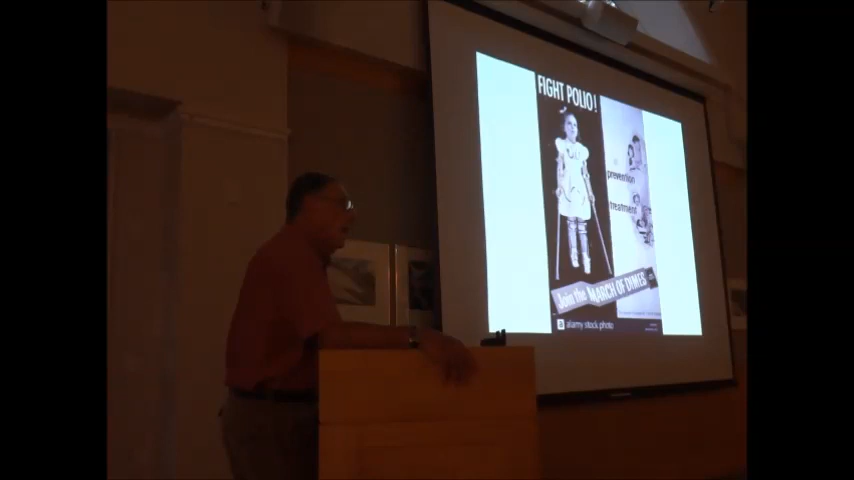 FIGHT POLIO!
prevention
treatment
Join the MARCH OF DIMES
alamy stock photo